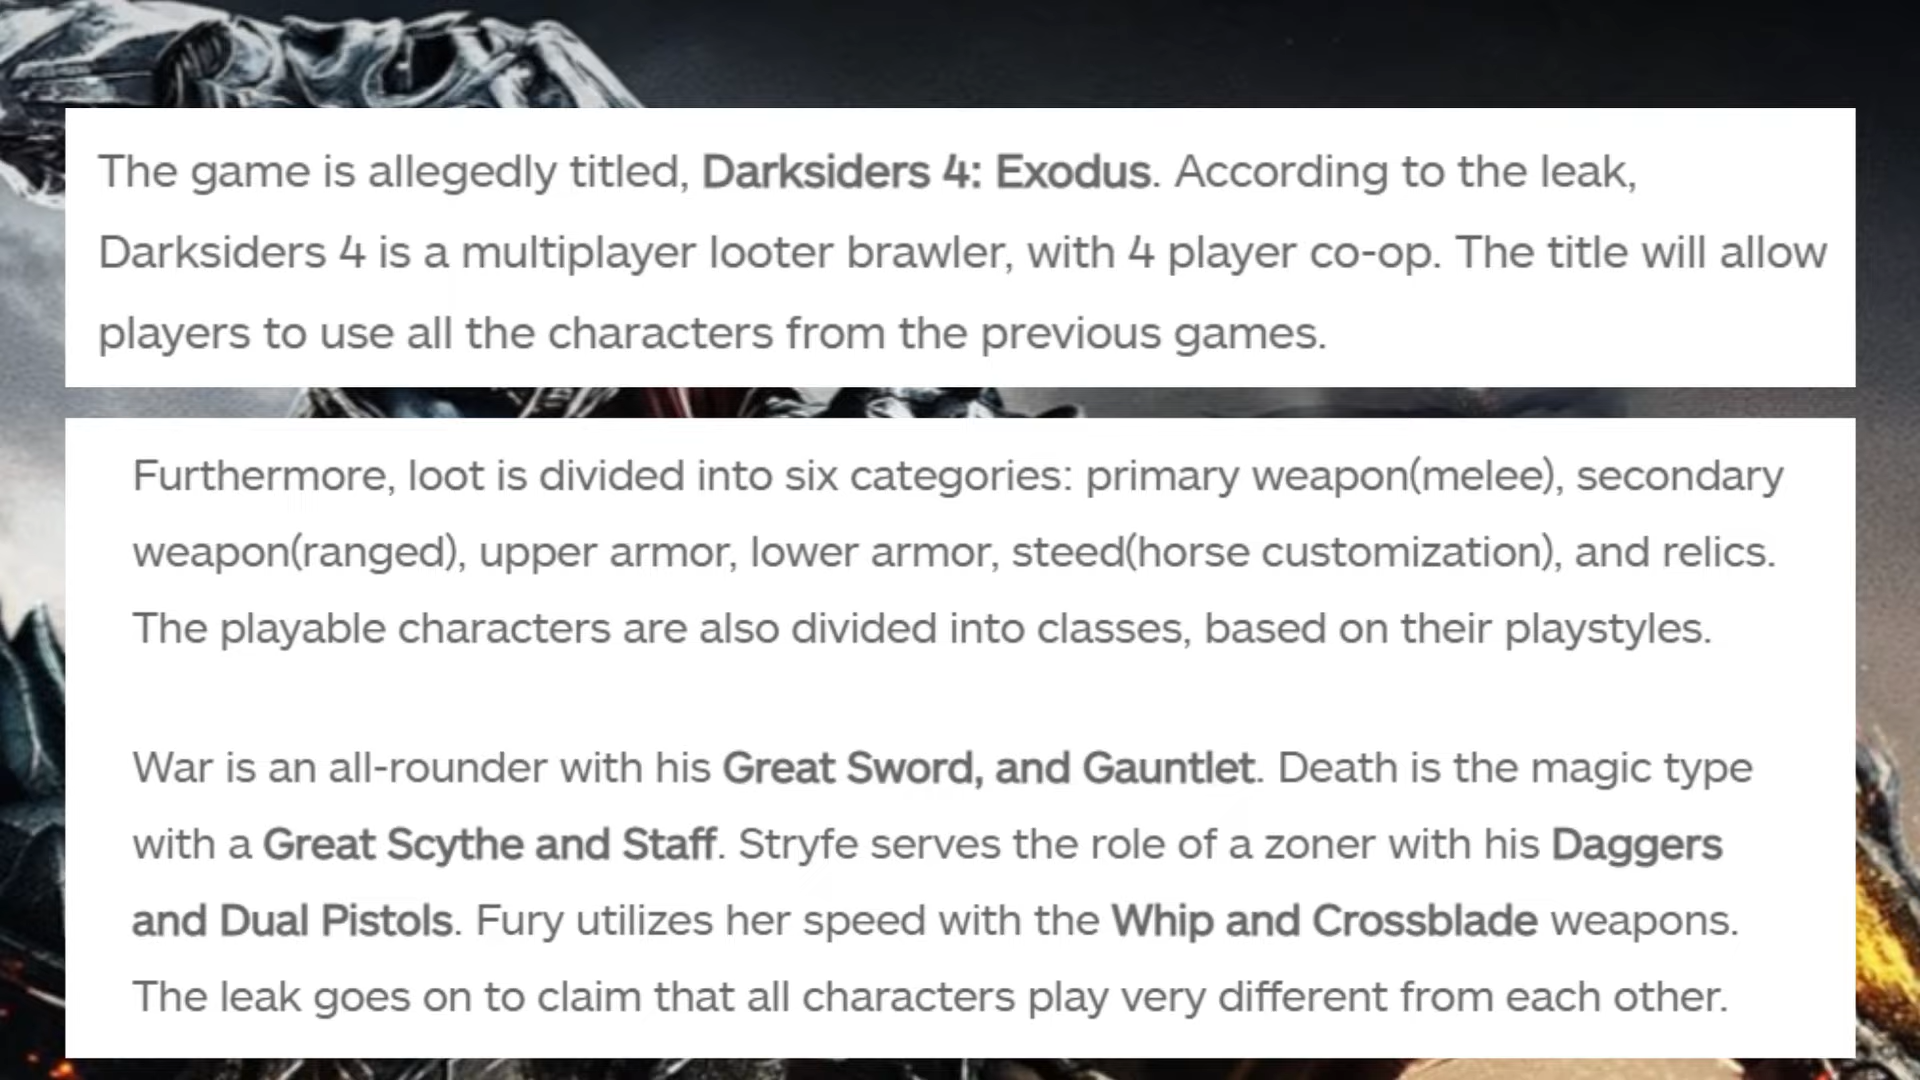 The game is allegedly titled, Darksiders 4: Exodus. According to the leak,
Darksiders 4 is a multiplayer looter brawler, with 4 player co-op. The title will allow
players to use all the characters from the previous games.
Furthermore, loot is divided into six categories: primary weapon(melee), secondary
weapon(ranged), upper armor, lower armor, steed(horse customization), and relics.
The playable characters are also divided into classes, based on their playstyles.
War is an all-rounder with his Great Sword, and Gauntlet. Death is the magic type
with a Great Scythe and Staff. Stryfe serves the role of a zoner with his Daggers
and Dual Pistols. Fury utilizes her speed with the Whip and Crossblade weapons.
The leak goes on to claim that all characters play very different from each other.